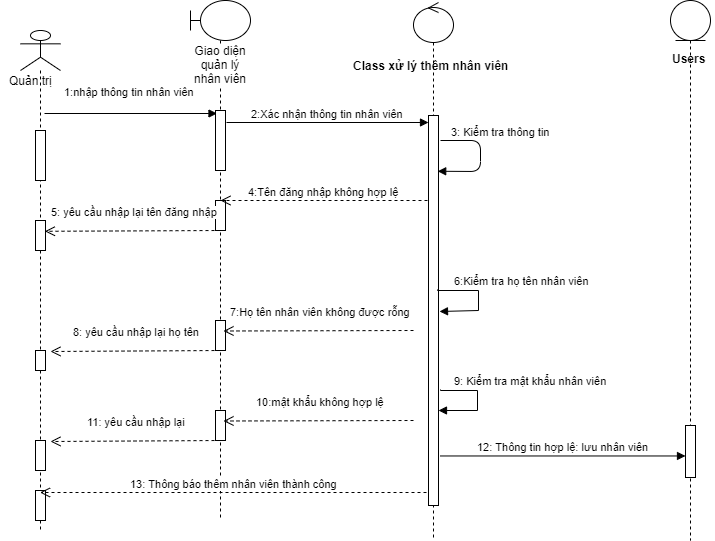 Quản trị
Giao diện
quản lý
nhân viên
Class xử lý thêm nhân viên
Users
1:nhập thông tin nhân viên
2:Xác nhận thông tin nhân viên
3: Kiểm tra thông tin
4:Tên đăng nhập không hợp lệ
5: yêu cầu nhập lại tên đăng nhập
6:Kiểm tra họ tên nhân viên
7:Họ tên nhân viên không được rỗng
8: yêu cầu nhập lại họ tên
9: Kiểm tra mật khẩu nhân viên
10:mật khẩu không hợp lệ
11: yêu cầu nhập lại
12: Thông tin hợp lệ: lưu nhân viên
13: Thông báo thêm nhân viên thành công